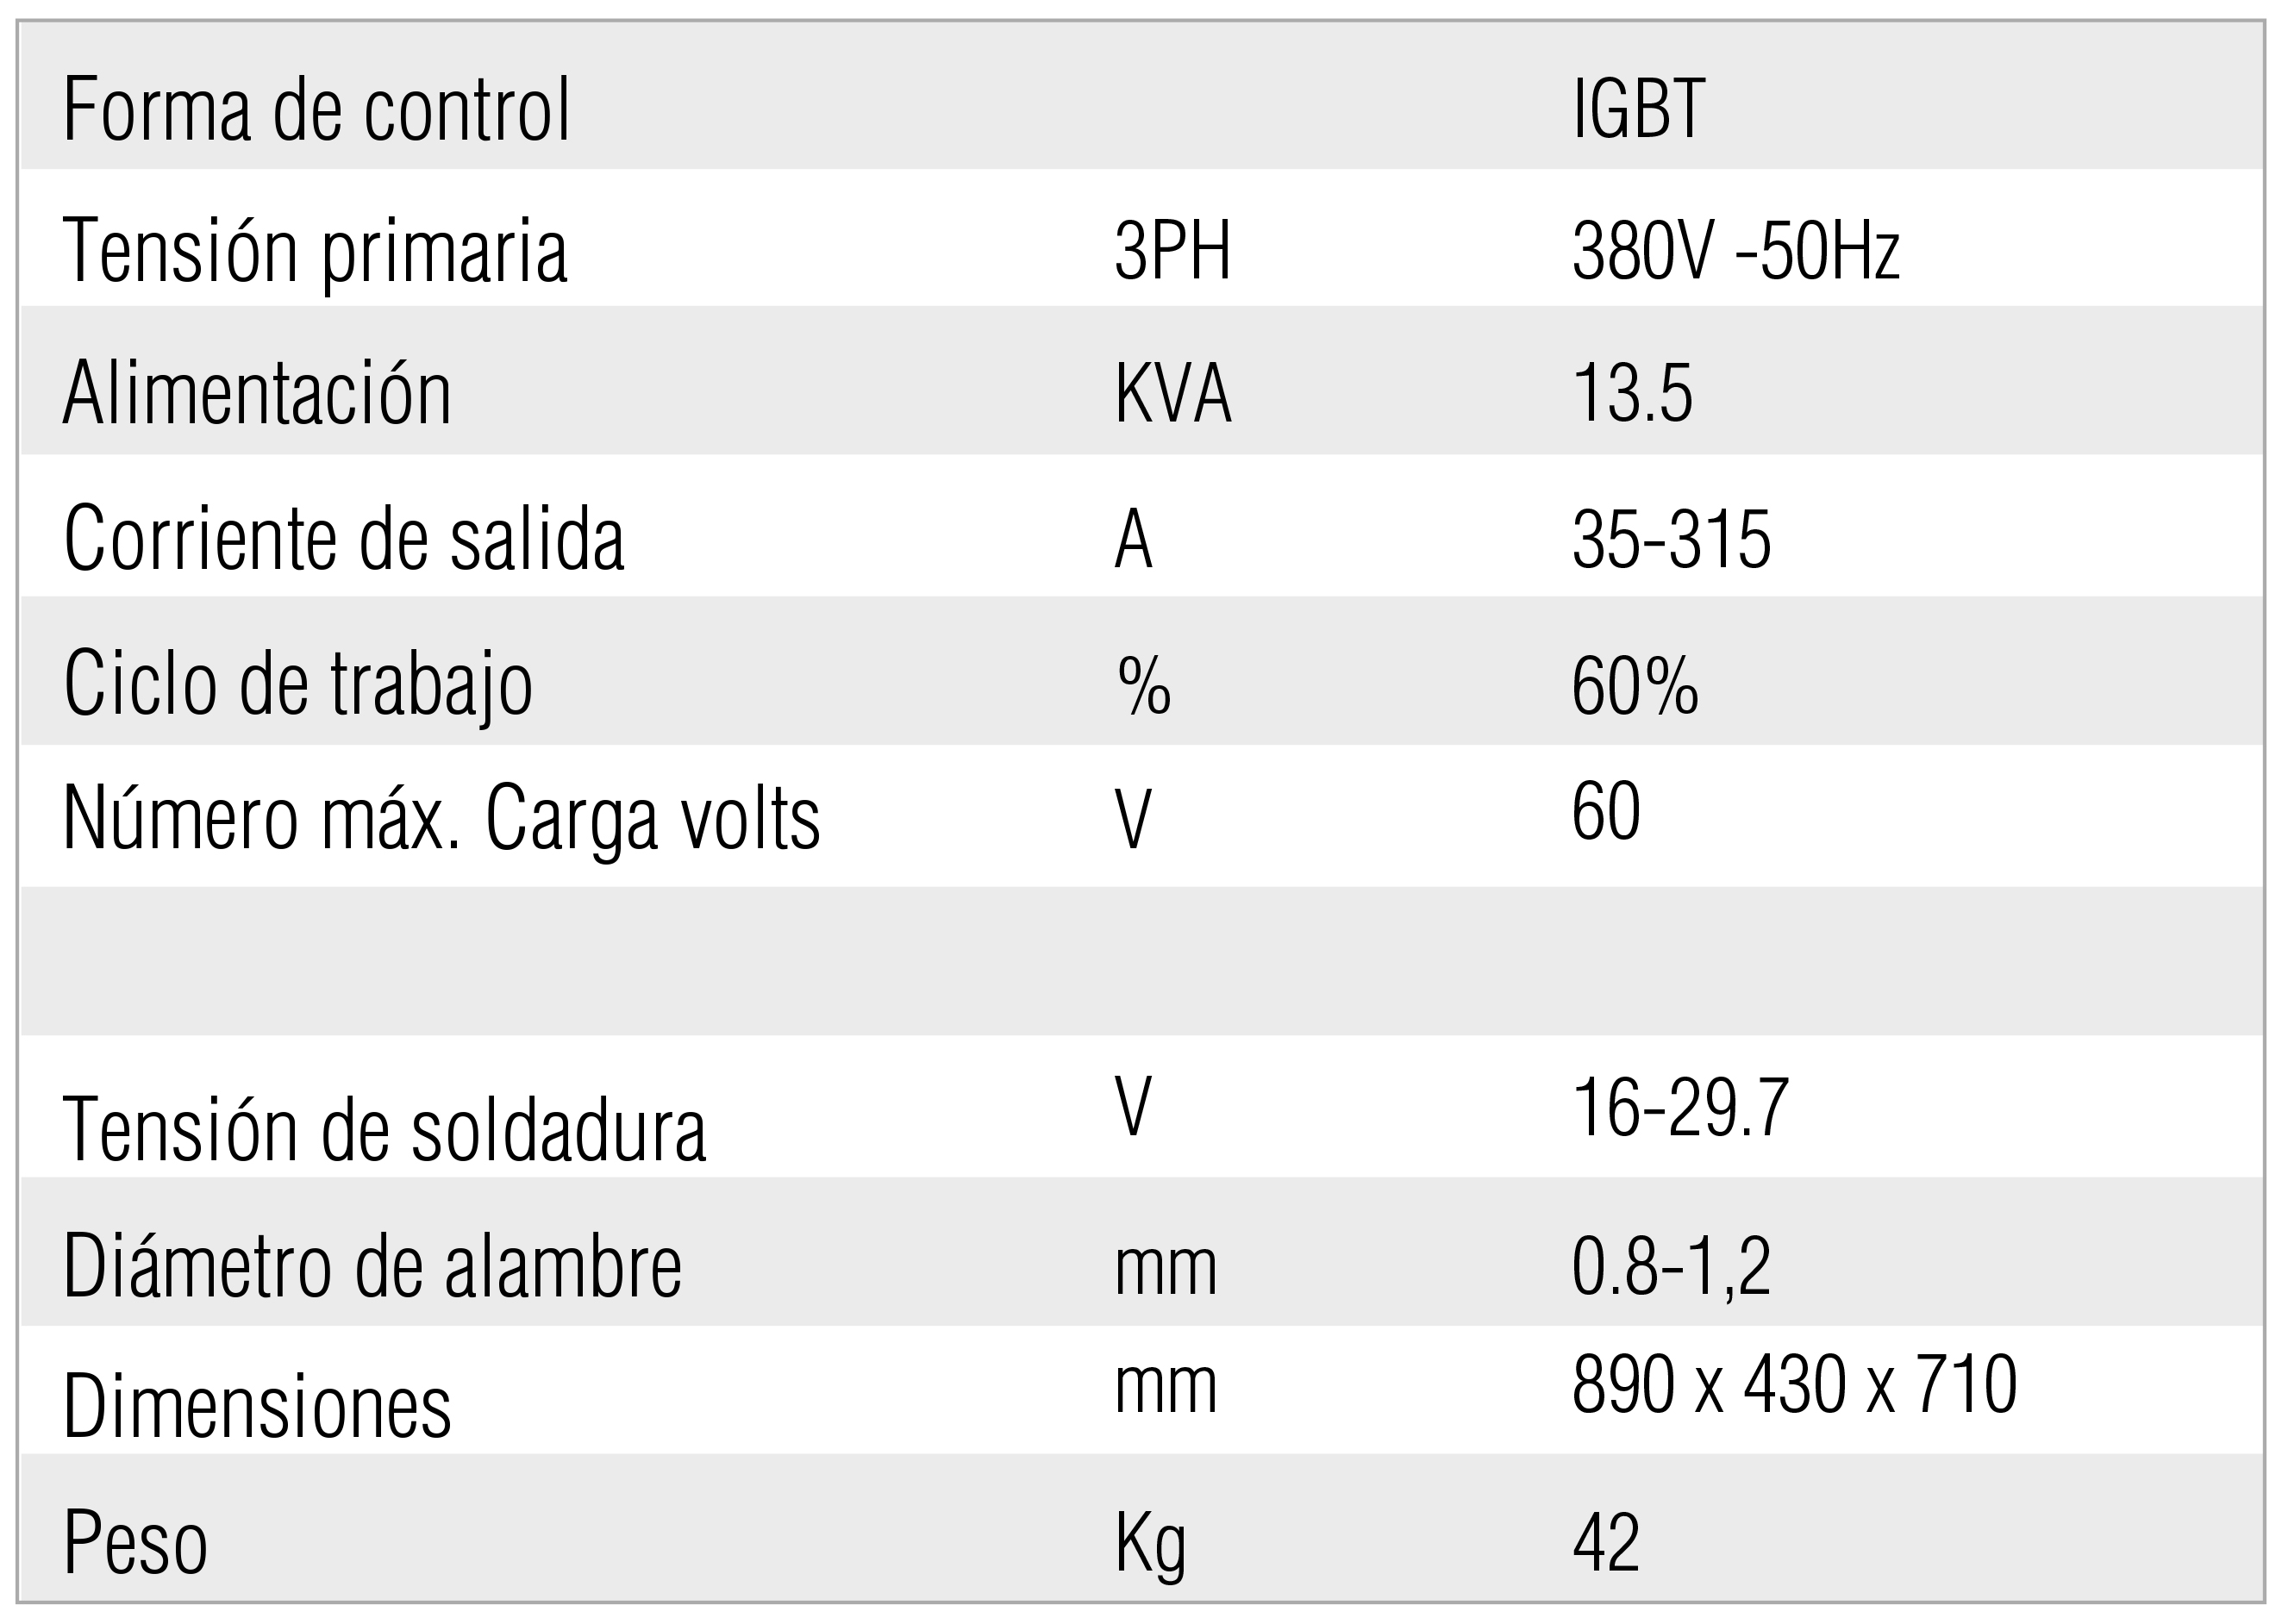 Forma de control IGBT
Tensión primaria 3PH 380V -50Hz
Alimentación KVA 13.5
Corriente de salida A 35-315
Ciclo de trabajo % 60%
Número máx. Carga volts V 60
Tensión de soldadura V 16-29.7
Diámetro de alambre mm 0.8-1,2
Dimensiones mm 890 x 430 x 710
Peso Kg 42